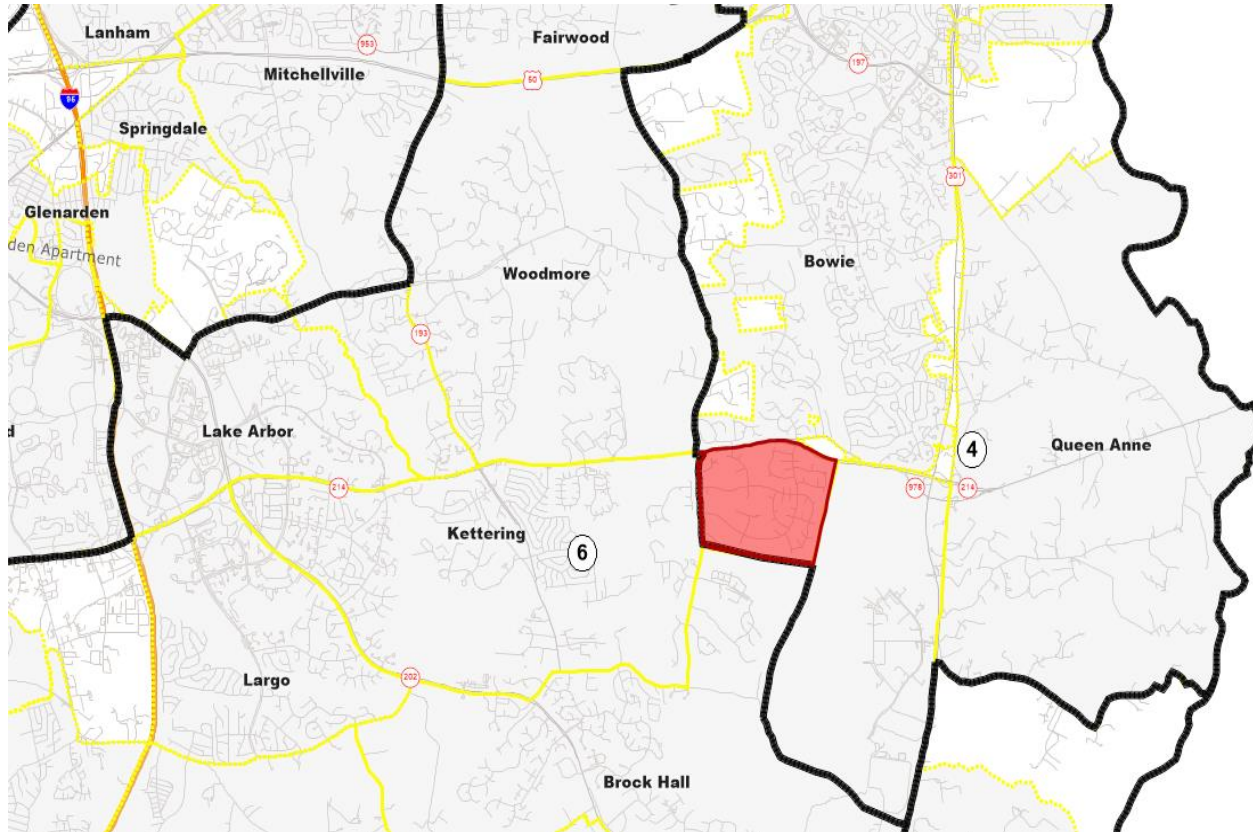 Lanham
953
Fairwood
Mitchellville
50
197
95
Springdale
301
Glenarden
den Apartment
Woodmore
Bowie
193
Lake Arbor
d
4
Queen Anne
214
978
214
Kettering
6
Largo
202
Brock Hall